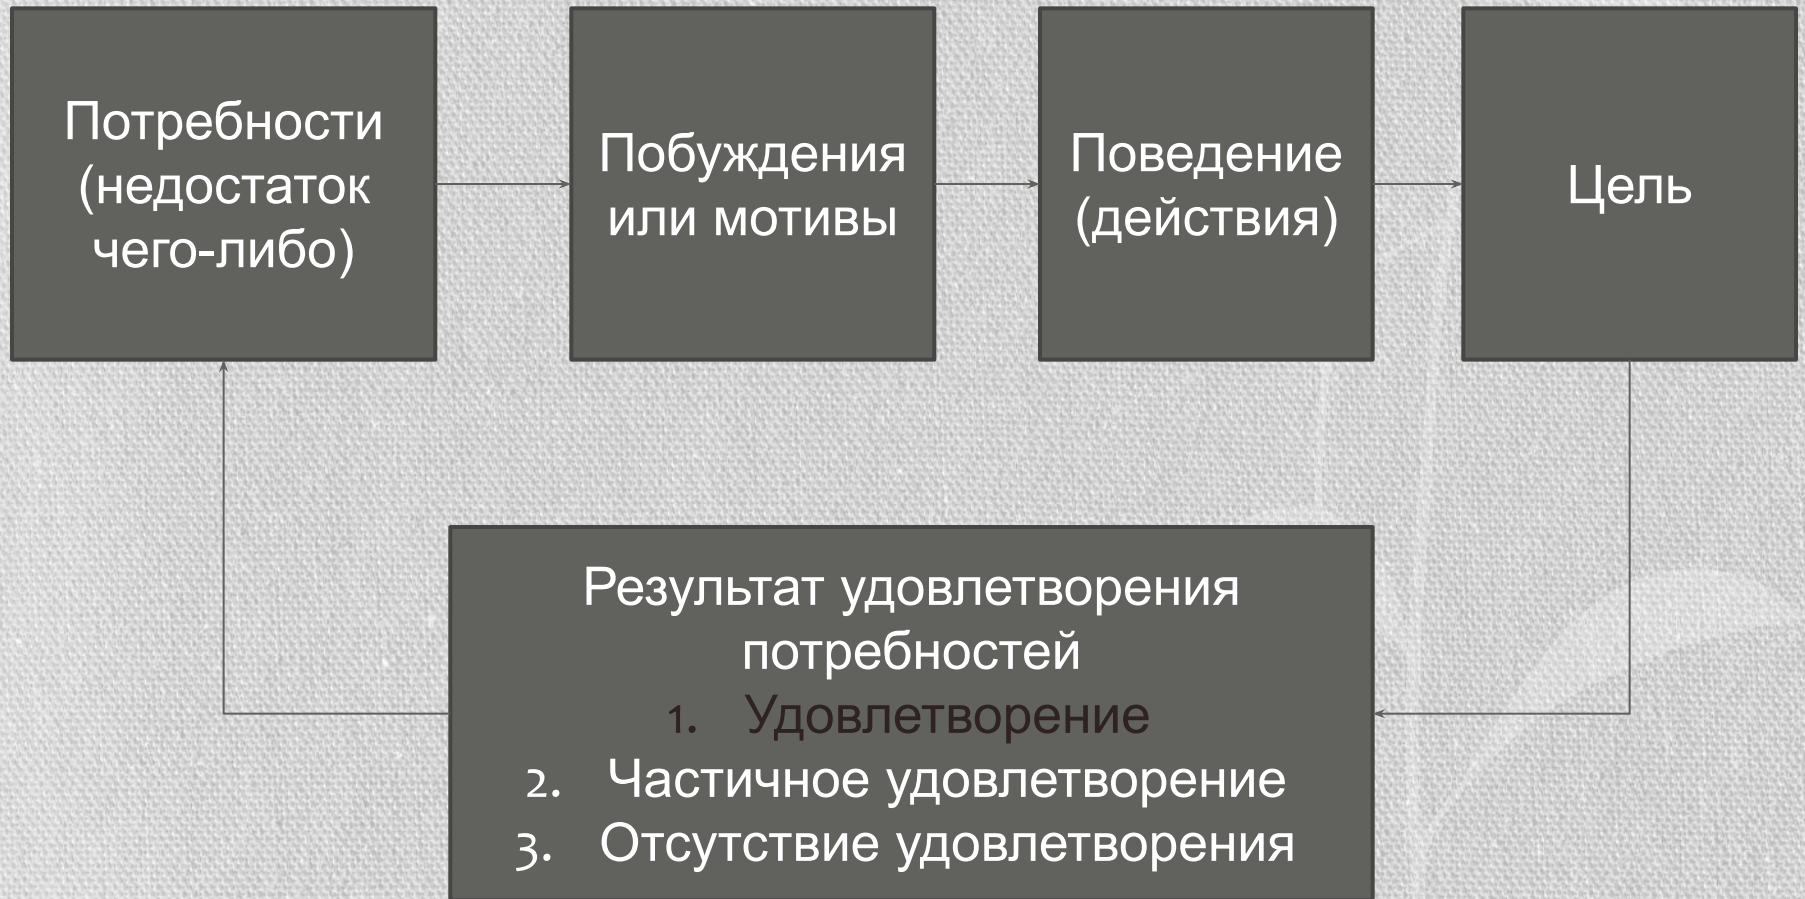 Потребности
(недостаток
чего-либо)
Побуждения
или мотивы
Поведение
(действия)
Цель
Результат удовлетворения
потребностей
1. Удовлетворение
2. Частичное удовлетворение
3. Отсутствие удовлетворения